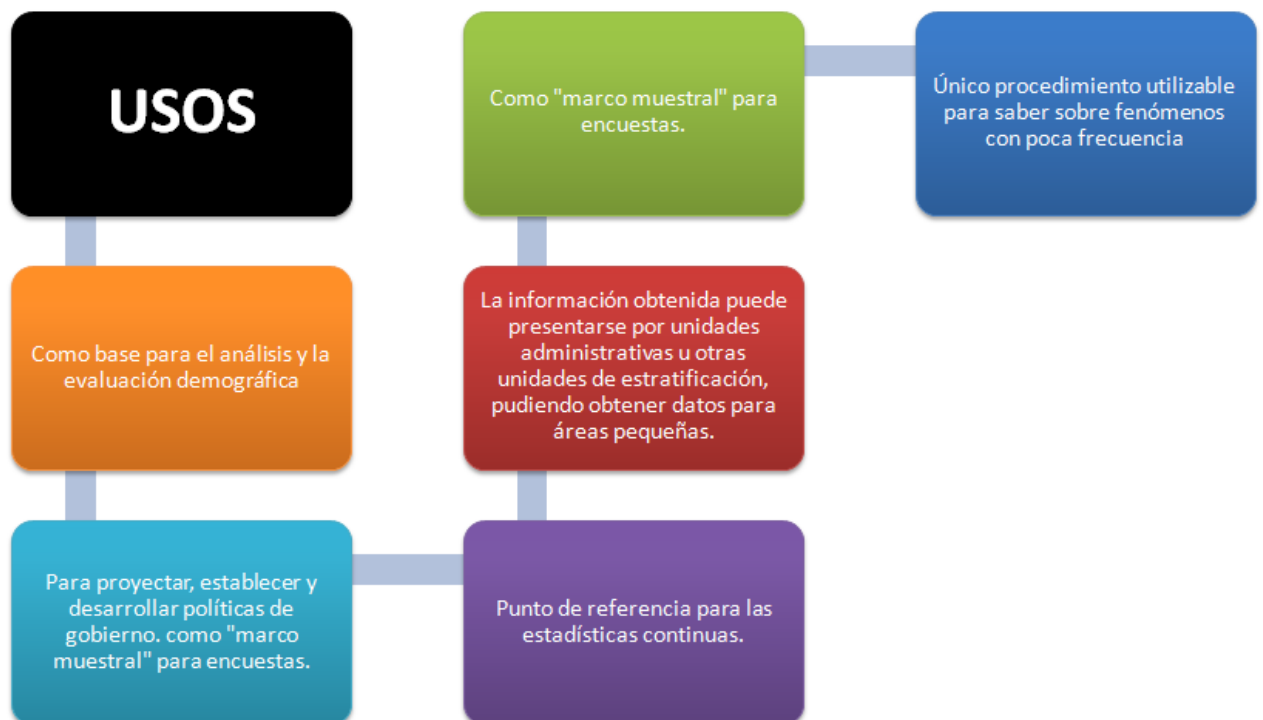 USOS
Como base para el análisis y la
evaluación demográfica
Para proyectar, establecer y
desarrollar políticas de
gobierno. como "marco
muestral" para encuestas.
Punto de referencia para las
estadísticas continuas.
La información obtenida puede
presentarse por unidades
administrativas u otras
unidades de estratificación,
pudiendo obtener datos para
áreas pequeñas.
Como "marco muestral" para
encuestas.
Único procedimiento utilizable
para saber sobre fenómenos
con poca frecuencia